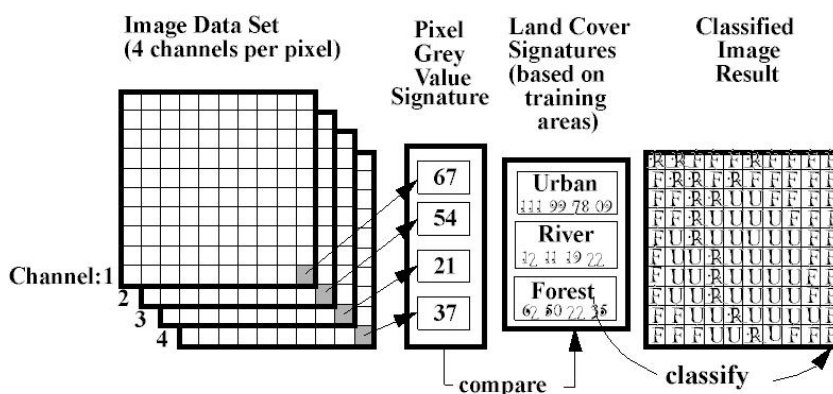 Image Data Set
(4 channels per pixel)
Pixel
Grey
Value
Signature
Land Cover
Signatures
(based on
training
areas)
Classified
Image
Result
Channel:1
2
3
4
67
54
21
37
Urban
111 99 78 09
River
12 11 19 22
Forest
62 50 22 35
compare
classify
R R F F F R F F F F
F R R F R F F F F F
F F R R U U F F F F
F F R U U U U F F F
F U R U U U U U F F
F U U R U U U U F F
F U U R U U U U F F
F U U R U U U U F F
F F U U R U U F F F
F F F U U R U F F F